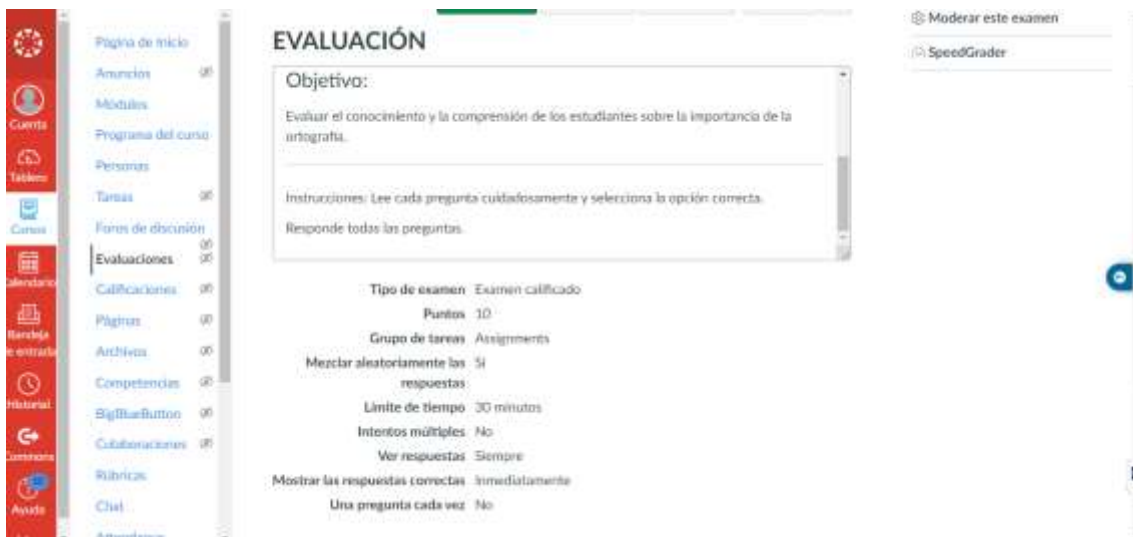 Cuenta
Tablero
Cursos
Calendario
Bandeja
de entrada
Historial
Commons
Ayuda
Página de inicio
Anuncios
Módulos
Programa del curso
Personas
Tareas
Foros de discusión
Evaluaciones
Calificaciones
Páginas
Archivos
Competencias
BigBlueButton
Colaboraciones
Rúbricas
Chat
Attendance
EVALUACIÓN
Objetivo:
Evaluar el conocimiento y la comprensión de los estudiantes sobre la importancia de la
ortografía.
Instrucciones: Lee cada pregunta cuidadosamente y selecciona la opción correcta.
Responde todas las preguntas.
Tipo de examen Examen calificado
Puntos 10
Grupo de tareas Assignments
Mezclar aleatoriamente las Sí
respuestas
Límite de tiempo 30 minutos
Intentos múltiples No
Ver respuestas Siempre
Mostrar las respuestas correctas Inmediatamente
Una pregunta cada vez No
Moderar este examen
SpeedGrader